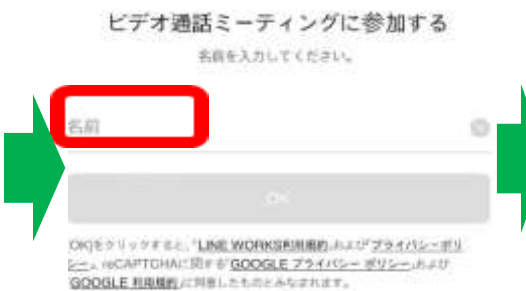 ビデオ通話ミーティングに参加する
名前を入力してください。
名前
OK
[OK]をクリックすると、「LINE WORKS利用規約」および「プライバシーポリ
シー」、reCAPTCHAに関する「GOOGLE プライバシー ポリシー」および
「GOOGLE 利用規約」に同意したものとみなされます。